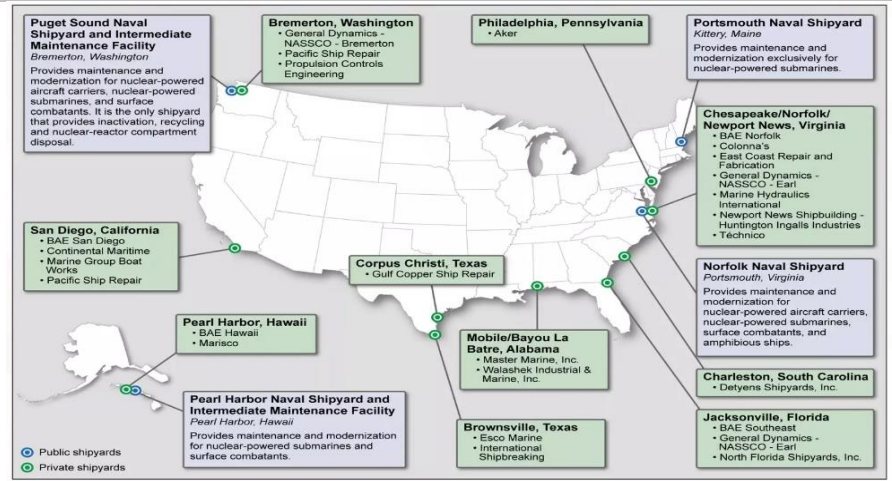 Puget Sound Naval
Shipyard and Intermediate
Maintenance Facility
Bremerton, Washington
Provides maintenance and
modernization for nuclear-powered
aircraft carriers, nuclear-powered
submarines, and surface
combatants. It is the only shipyard
that provides inactivation, recycling
and nuclear-reactor compartment
disposal.
Bremerton, Washington
• General Dynamics -
NASSCO - Bremerton
• Pacific Ship Repair
• Propulsion Controls
Engineering
Philadelphia, Pennsylvania
• Aker
Portsmouth Naval Shipyard
Kittery, Maine
Provides maintenance and
modernization exclusively for
nuclear-powered submarines.
Chesapeake/Norfolk/
Newport News, Virginia
• BAE Norfolk
• Colonna's
• East Coast Repair and
Fabrication
• General Dynamics -
NASSCO - Earl
• Marine Hydraulics
International
• Newport News Shipbuilding -
Huntington Ingalls Industries
• Téchnico
San Diego, California
• BAE San Diego
• Continental Maritime
• Marine Group Boat
Works
• Pacific Ship Repair
Corpus Christi, Texas
• Gulf Copper Ship Repair
Norfolk Naval Shipyard
Portsmouth, Virginia
Provides maintenance and
modernization for
nuclear-powered aircraft carriers,
nuclear-powered submarines,
surface combatants, and
amphibious ships.
Pearl Harbor, Hawaii
• BAE Hawaii
• Marisco
Mobile/Bayou La
Batre, Alabama
• Master Marine, Inc.
• Walashek Industrial &
Marine, Inc.
Charleston, South Carolina
• Detyens Shipyards, Inc.
Pearl Harbor Naval Shipyard and
Intermediate Maintenance Facility
Pearl Harbor, Hawaii
Provides maintenance and modernization
for nuclear-powered submarines and
surface combatants.
Brownsville, Texas
• Esco Marine
• International
Shipbreaking
Jacksonville, Florida
• BAE Southeast
• General Dynamics -
NASSCO - Earl
• North Florida Shipyards, Inc.
Public shipyards
Private shipyards